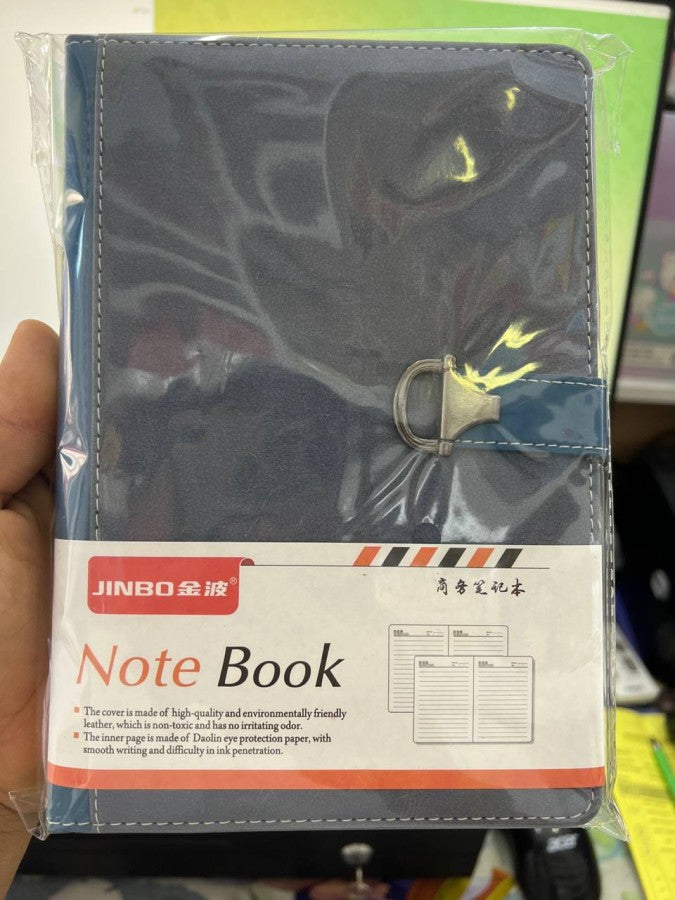 JINBO金波®
商务笔记本
Note Book
The cover is made of high-quality and environmentally friendly
leather, which is non-toxic and has no irritating odor.
The inner page is made of Daolin eye protection paper, with
smooth writing and difficulty in ink penetration.